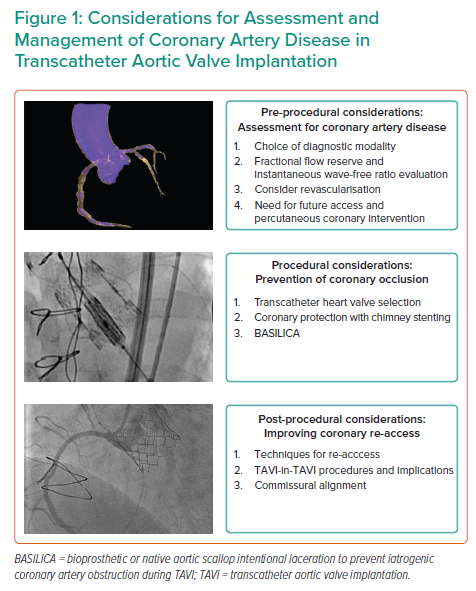 Figure 1: Considerations for Assessment and
Management of Coronary Artery Disease in
Transcatheter Aortic Valve Implantation
Pre-procedural considerations:
Assessment for coronary artery disease
1. Choice of diagnostic modality
2. Fractional flow reserve and
instantaneous wave-free ratio evaluation
3. Consider revascularisation
4. Need for future access and
percutaneous coronary intervention
Procedural considerations:
Prevention of coronary occlusion
1. Transcatheter heart valve selection
2. Coronary protection with chimney stenting
3. BASILICA
Post-procedural considerations:
Improving coronary re-access
1. Techniques for re-acccess
2. TAVI-in-TAVI procedures and implications
3. Commissural alignment
BASILICA = bioprosthetic or native aortic scallop intentional laceration to prevent iatrogenic
coronary artery obstruction during TAVI; TAVI = transcatheter aortic valve implantation.